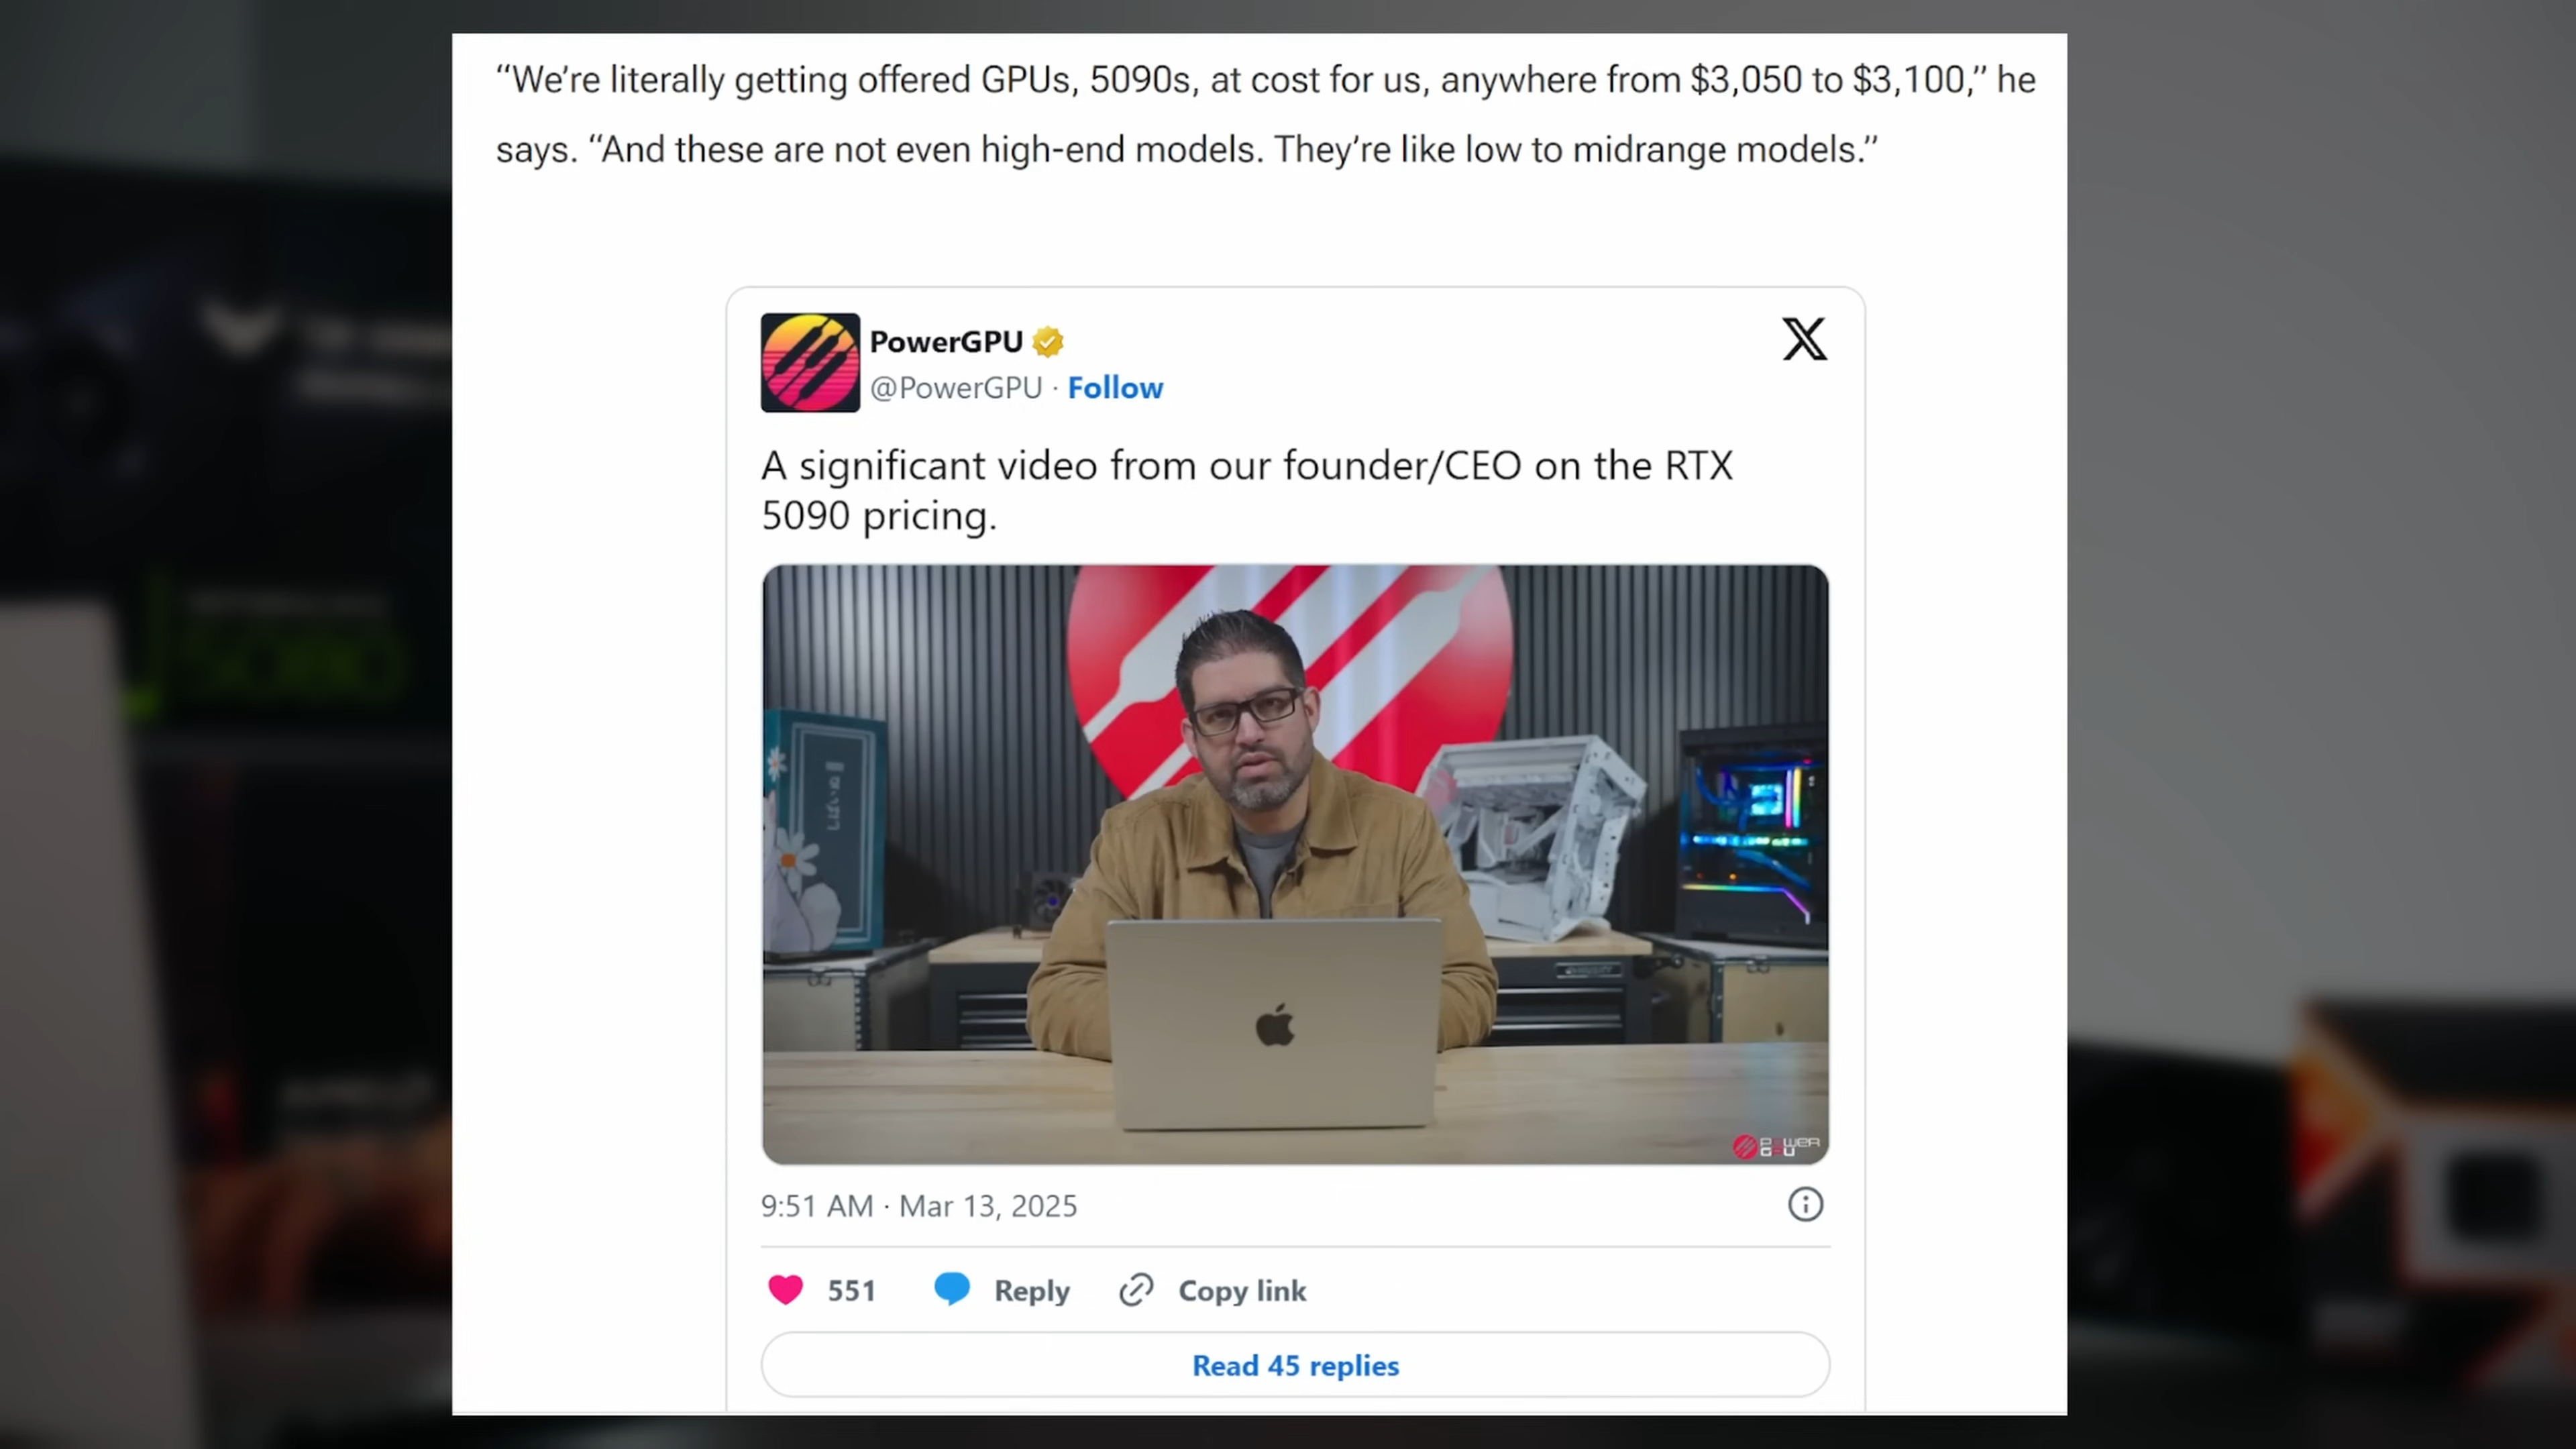 “We’re literally getting offered GPUs, 5090s, at cost for us, anywhere from $3,050 to $3,100,” he
says. “And these are not even high-end models. They’re like low to midrange models.”
PowerGPU
@PowerGPU · Follow
A significant video from our founder/CEO on the RTX
5090 pricing.
POWER
GPU
9:51 AM · Mar 13, 2025
551 Reply Copy link
Read 45 replies